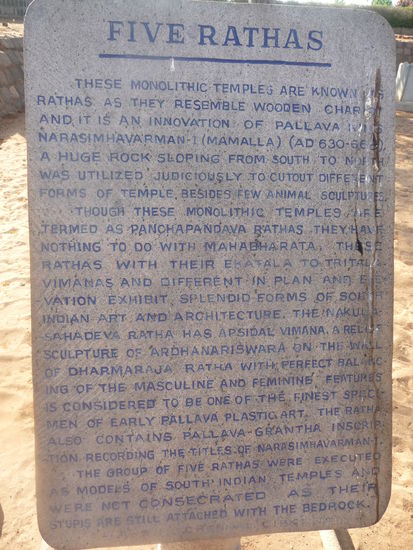 FIVE RATHAS
THESE MONOLITHIC TEMPLES ARE KNOWN AS
RATHAS AS THEY RESEMBLE WOODEN
AND IT IS AN INNOVATION OF PALLAVA
NARASIMHAVARMAN-I (MAMALLA) (AD 630-
A HUGE ROCK SLOPING FROM SOUTH TO NORTH
WAS UTILIZED JUDICIOUSLY TO CUTOUT DIFFERENT
FORMS OF TEMPLE, BESIDES FEW ANIMAL SCULPTURES.
THOUGH THESE MONOLITHIC TEMPLES ARE
TERMED AS PANCHAPANDAVA RATHAS THEY HAVE
NOTHING TO DO WITH MAHABHARATA. THESE
RATHAS WITH THEIR EKATALA TO TRITALA
VIMANAS AND DIFFERENT IN PLAN AND ELE-
VATION EXHIBIT SPLENDID FORMS OF SOUTH
INDIAN ART AND ARCHITECTURE. THE NAKULA-
SAHADEVA RATHA HAS APSIDAL VIMANA. A RELIEF
SCULPTURE OF ARDHANARISWARA ON THE WALL
OF DHARMARAJA RATHA WITH PERFECT BALANC-
ING OF THE MASCULINE AND FEMININE FEATURES
IS CONSIDERED TO BE ONE OF THE FINEST SPECI-
MEN OF EARLY PALLAVA PLASTIC ART. THE RATHA
ALSO CONTAINS PALLAVA-GRANTHA INSCRIP-
TION RECORDING THE TITLES OF NARASIMHAVARMAN-I.
THE GROUP OF FIVE RATHAS WERE EXECUTED
AS MODELS OF SOUTH INDIAN TEMPLES AND
WERE NOT CONSECRATED AS THEIR
STUPIS ARE STILL ATTACHED WITH THE BEDROCK.